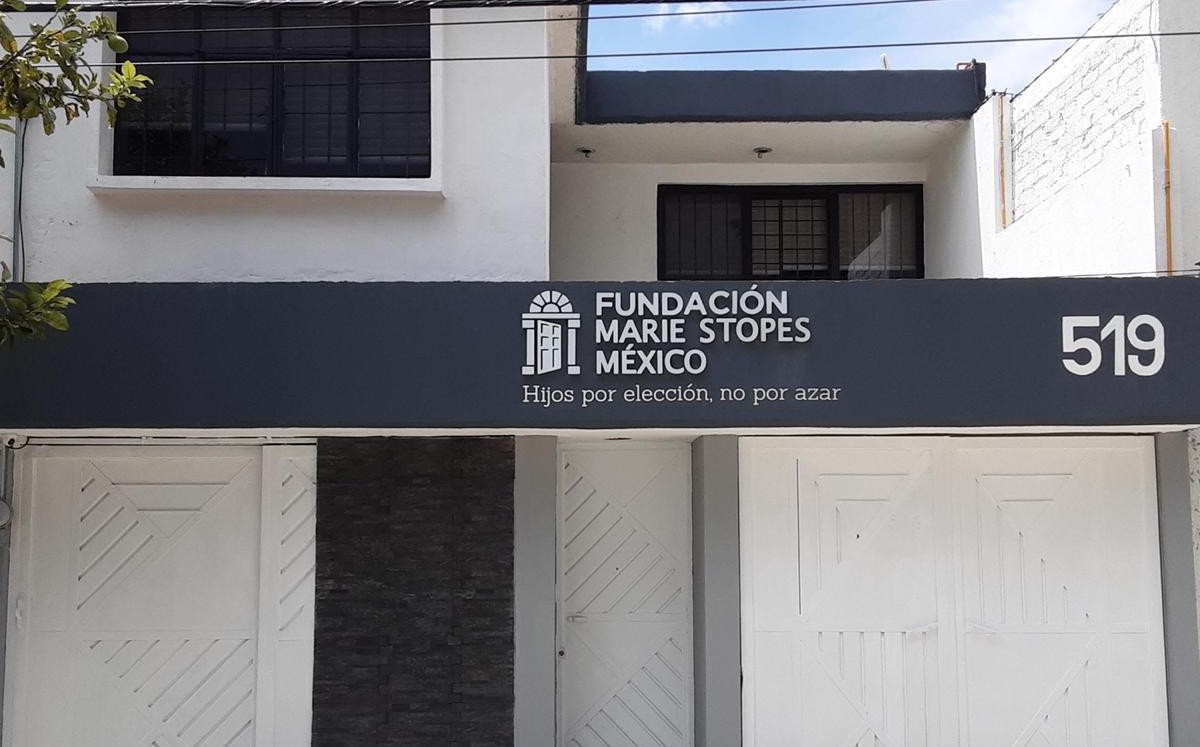 FUNDACIÓN
MARIE STOPES
MÉXICO
Hijos por elección, no por azar
519